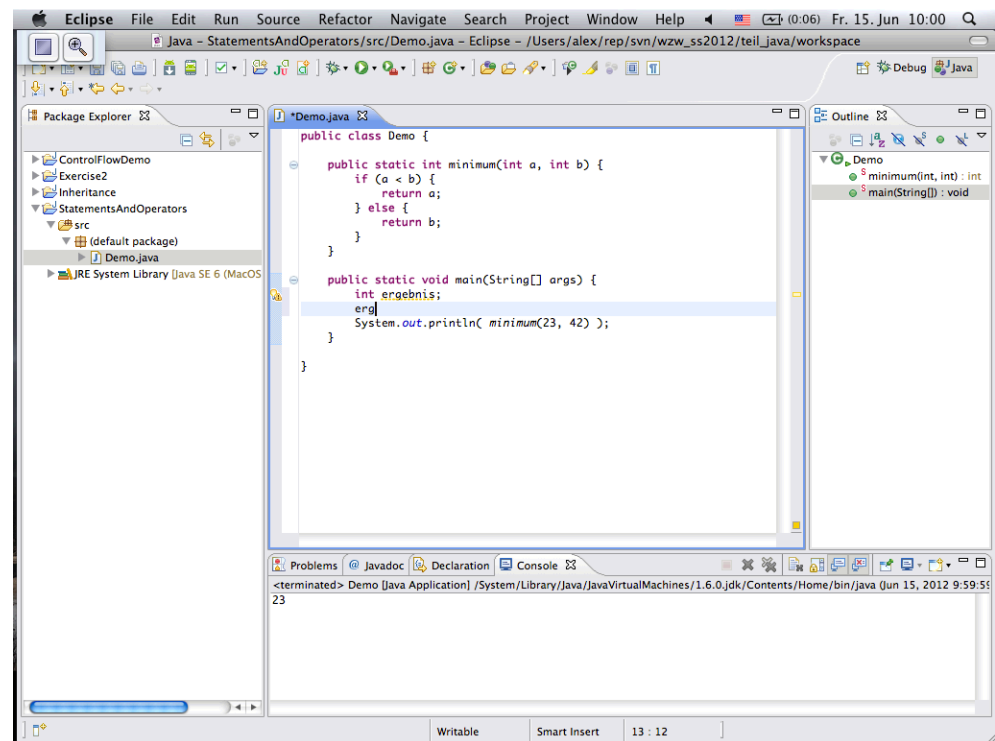 Eclipse File Edit Run Source Refactor Navigate Search Project Window Help (0:06) Fr. 15. Jun 10:00
Java – StatementsAndOperators/src/Demo.java – Eclipse – /Users/alex/rep/svn/wzw_ss2012/teil_java/workspace
Debug Java
Package Explorer
ControlFlowDemo
Exercise2
Inheritance
StatementsAndOperators
src
(default package)
Demo.java
JRE System Library [Java SE 6 (MacOS
*Demo.java
public class Demo {
public static int minimum(int a, int b) {
if (a < b) {
return a;
} else {
return b;
}
}
public static void main(String[] args) {
int ergebnis;
erg
System.out.println( minimum(23, 42) );
}
}
Outline
Demo
minimum(int, int) : int
main(String[]) : void
Problems @ Javadoc Declaration Console
<terminated> Demo [Java Application] /System/Library/Java/JavaVirtualMachines/1.6.0.jdk/Contents/Home/bin/java (Jun 15, 2012 9:59:59
23
Writable Smart Insert 13 : 12